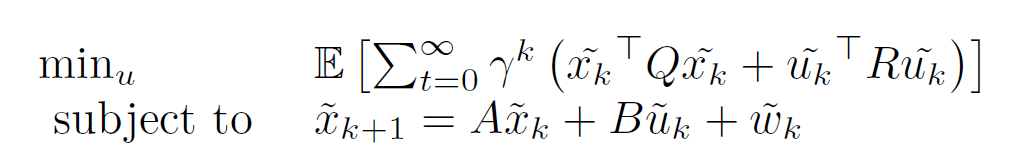 min_u 𝔼 [∑_{t=0}^{∞} γ^k (x̃_k^⊤ Q x̃_k + ũ_k^⊤ R ũ_k)]
subject to x̃_{k+1} = A x̃_k + B ũ_k + w̃_k